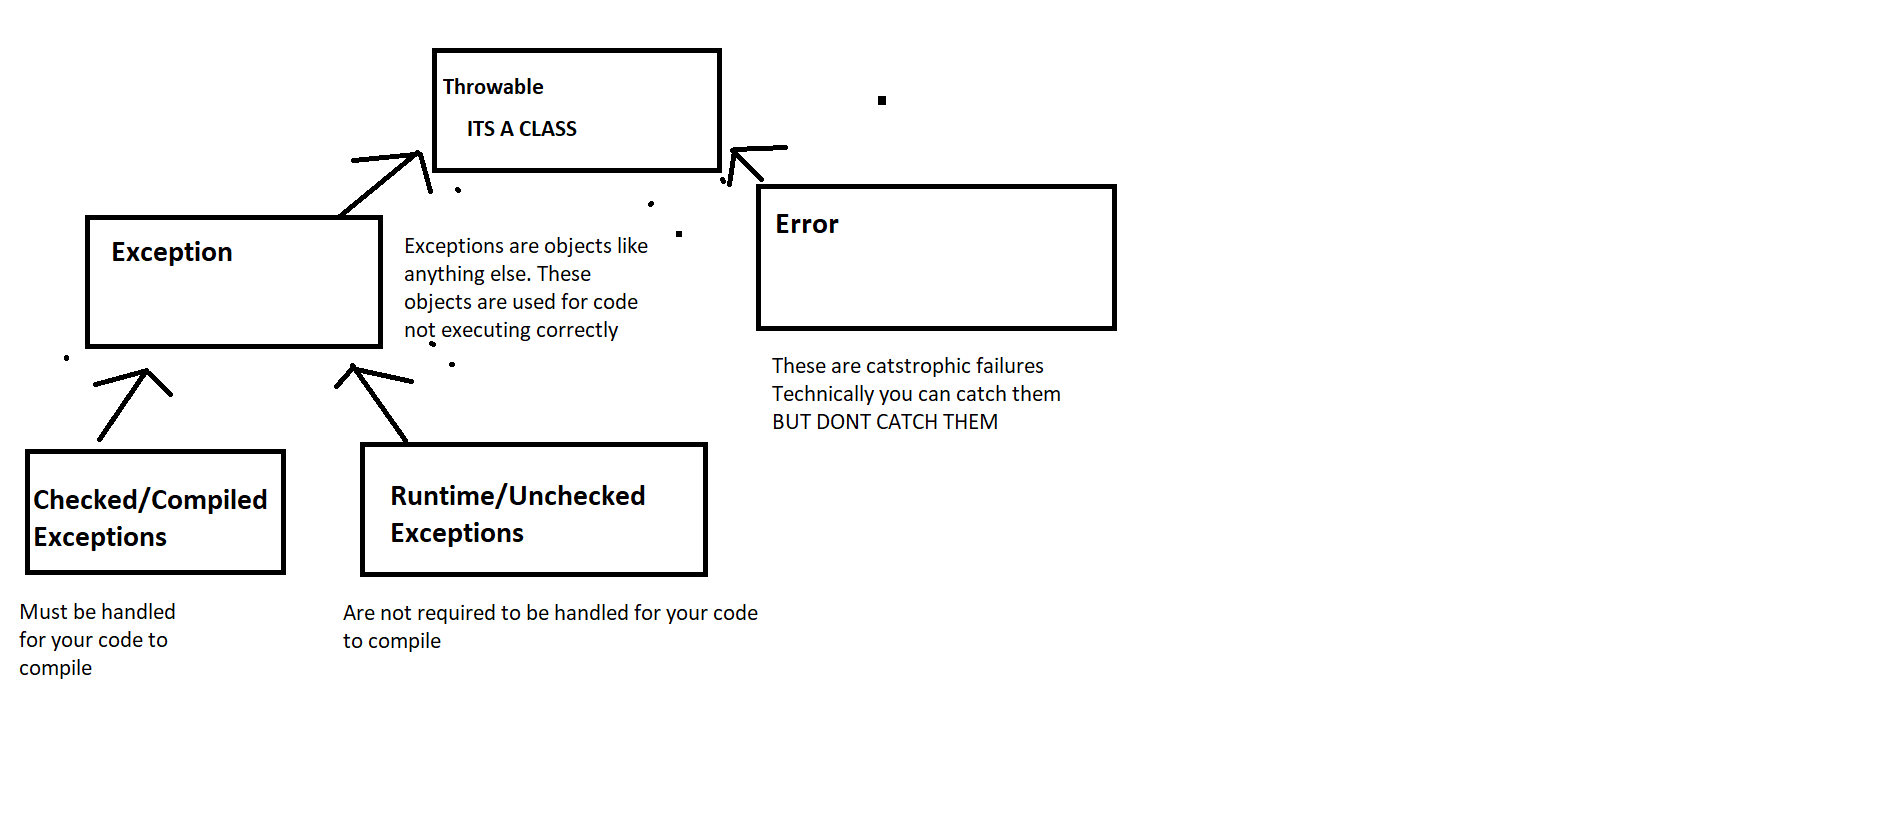 Throwable
ITS A CLASS
Exception
Exceptions are objects like
anything else. These
objects are used for code
not executing correctly
Error
These are catstrophic failures
Technically you can catch them
BUT DONT CATCH THEM
Checked/Compiled
Exceptions
Must be handled
for your code to
compile
Runtime/Unchecked
Exceptions
Are not required to be handled for your code
to compile